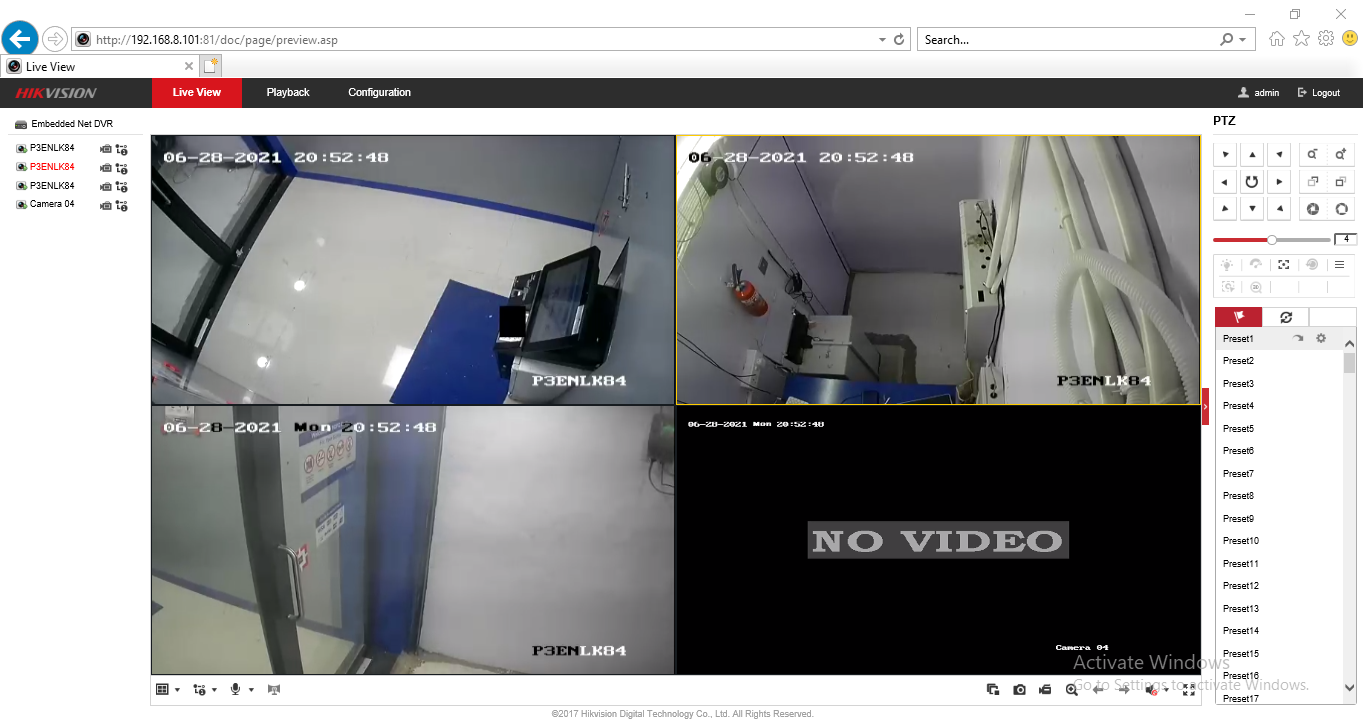 http://192.168.8.101:81/doc/page/preview.asp
Search...
Live View
HIKVISION
Live View
Playback
Configuration
admin
Logout
Embedded Net DVR
P3ENLK84
P3ENLK84
P3ENLK84
Camera 04
06-28-2021 20:52:48
P3ENLK84
06-28-2021 20:52:48
P3ENLK84
06-28-2021 Mon 20:52:48
P3ENLK84
06-28-2021 Mon 20:52:48
NO VIDEO
Camera 04
PTZ
4
Preset1
Preset2
Preset3
Preset4
Preset5
Preset6
Preset7
Preset8
Preset9
Preset10
Preset11
Preset12
Preset13
Preset14
Preset15
Preset16
Preset17
Activate Windows
Go to Settings to activate Windows.
©2017 Hikvision Digital Technology Co., Ltd. All Rights Reserved.